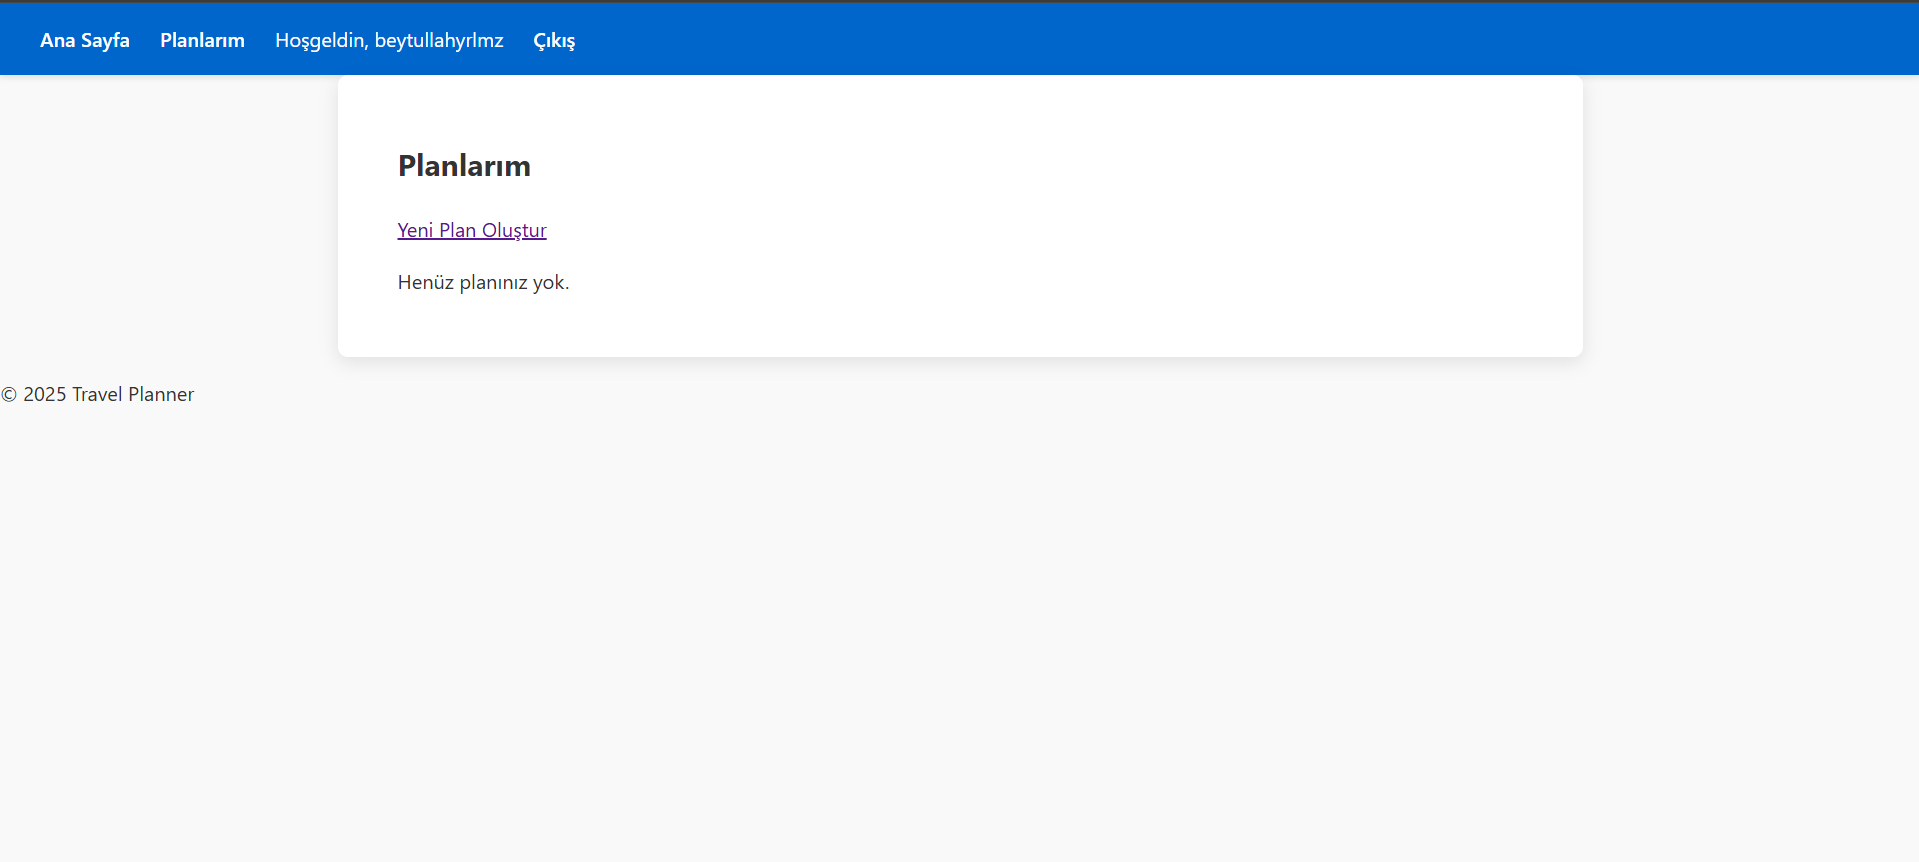 Ana Sayfa Planlarım Hoşgeldin, beytullahyrlmz Çıkış
Planlarım
Yeni Plan Oluştur
Henüz planınız yok.
© 2025 Travel Planner